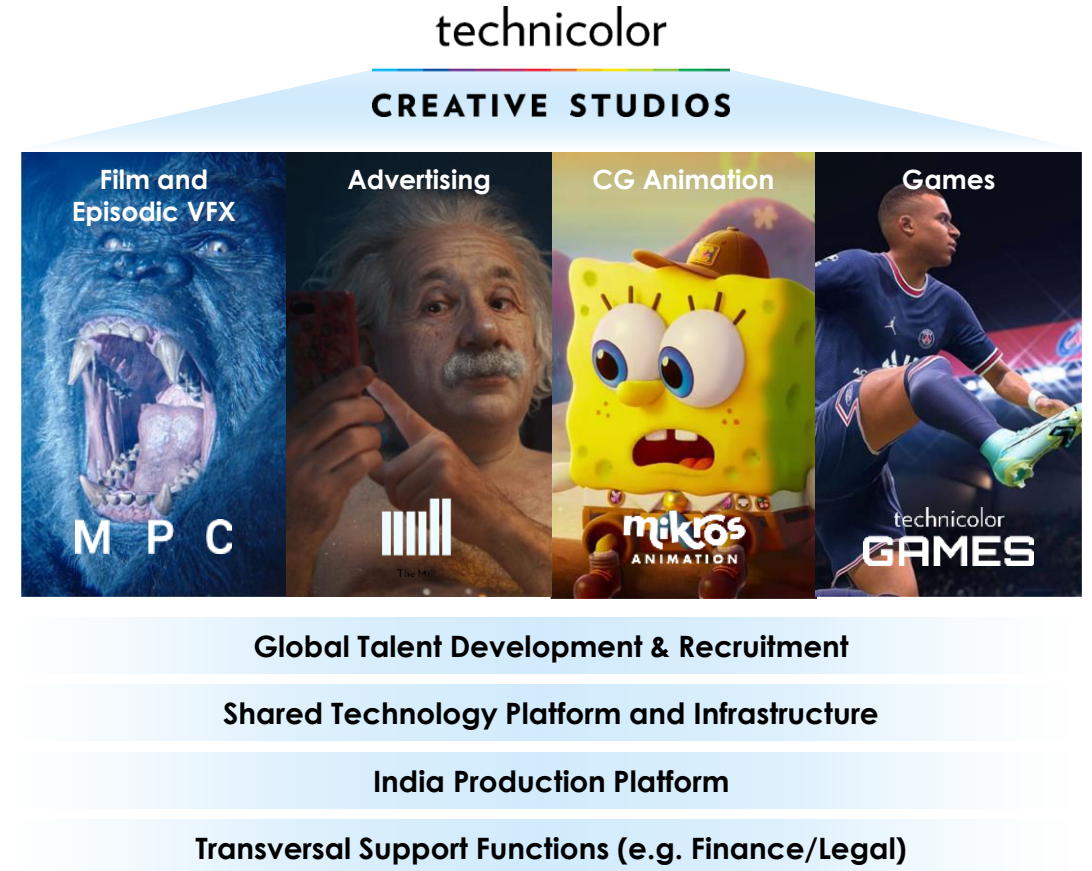 technicolor
CREATIVE STUDIOS
Film and
Episodic VFX
Advertising
CG Animation
Games
MPC
The Mill
mikros
ANIMATION
technicolor
GAMES
Global Talent Development & Recruitment
Shared Technology Platform and Infrastructure
India Production Platform
Transversal Support Functions (e.g. Finance/Legal)